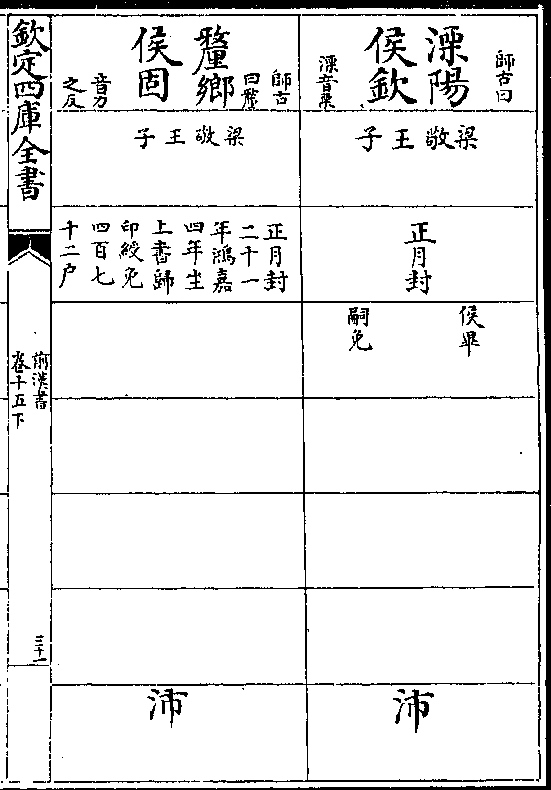 溧陽
侯欽
師古曰
溧音栗
梁敬王子
正月封
侯畢
嗣免
沛
釐鄉
侯固
師古
曰釐
音力
之反
梁敬王子
正月封
二十一
年鴻嘉
四年坐
上書歸
印綬免
四百七
十二户
沛
欽定四庫全書
前漢書
卷十五下
三十一